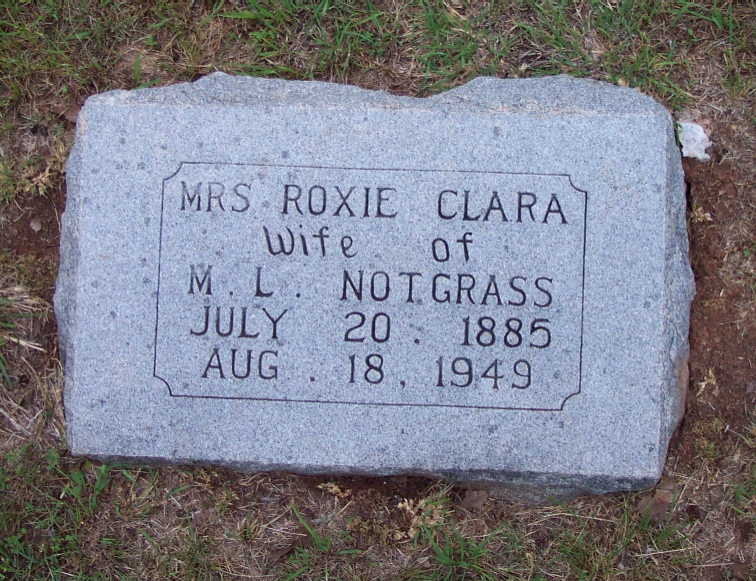 MRS ROXIE CLARA
Wife of
M. L. NOTGRASS
JULY 20. 1885
AUG. 18, 1949